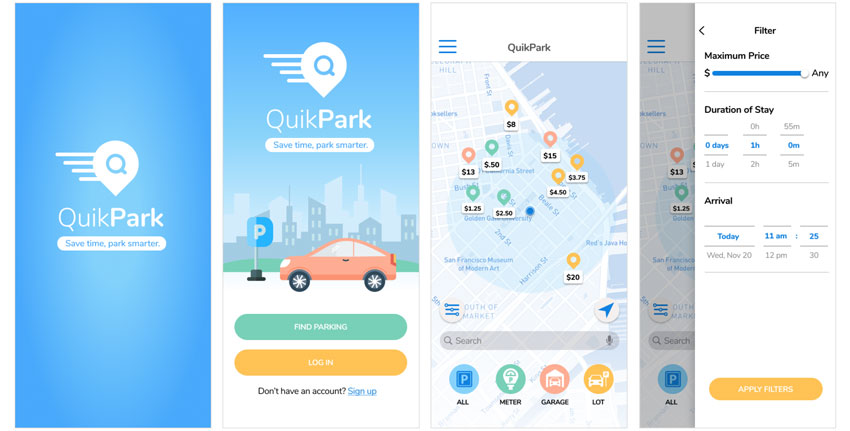 QuikPark
Save time, park smarter.
QuikPark
Save time, park smarter.
P
FIND PARKING
LOG IN
Don't have an account? Sign up
QuikPark
HILL
Front St
Davis St
$8
$15
$13
$.50
$3.75
California Street
$4.50
$1.25
$2.50
Golden Gate University
2nd St
Red's Java House
San Francisco Museum
of Modern Art
Harrison St
$20
OUTH OF
MARKET
Search
P
P
ALL
METER
GARAGE
LOT
HILL
ooksellers
TOWN
$13
$1.25
Search
P
ALL
Filter
Maximum Price
$
Any
Duration of Stay
0h 55m
0 days 1h 0m
1 day 2h 5m
Arrival
Today 11 am : 25
Wed, Nov 20 12 pm 30
APPLY FILTERS